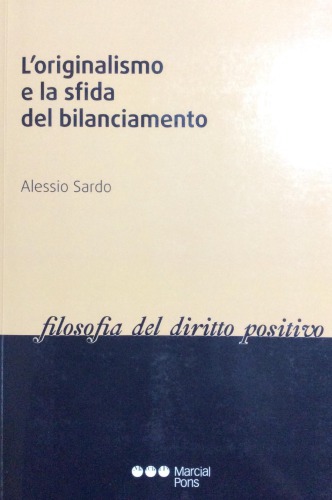 L'originalismo
e la sfida
del bilanciamento
Alessio Sardo
filosofia del diritto positivo
Marcial
Pons